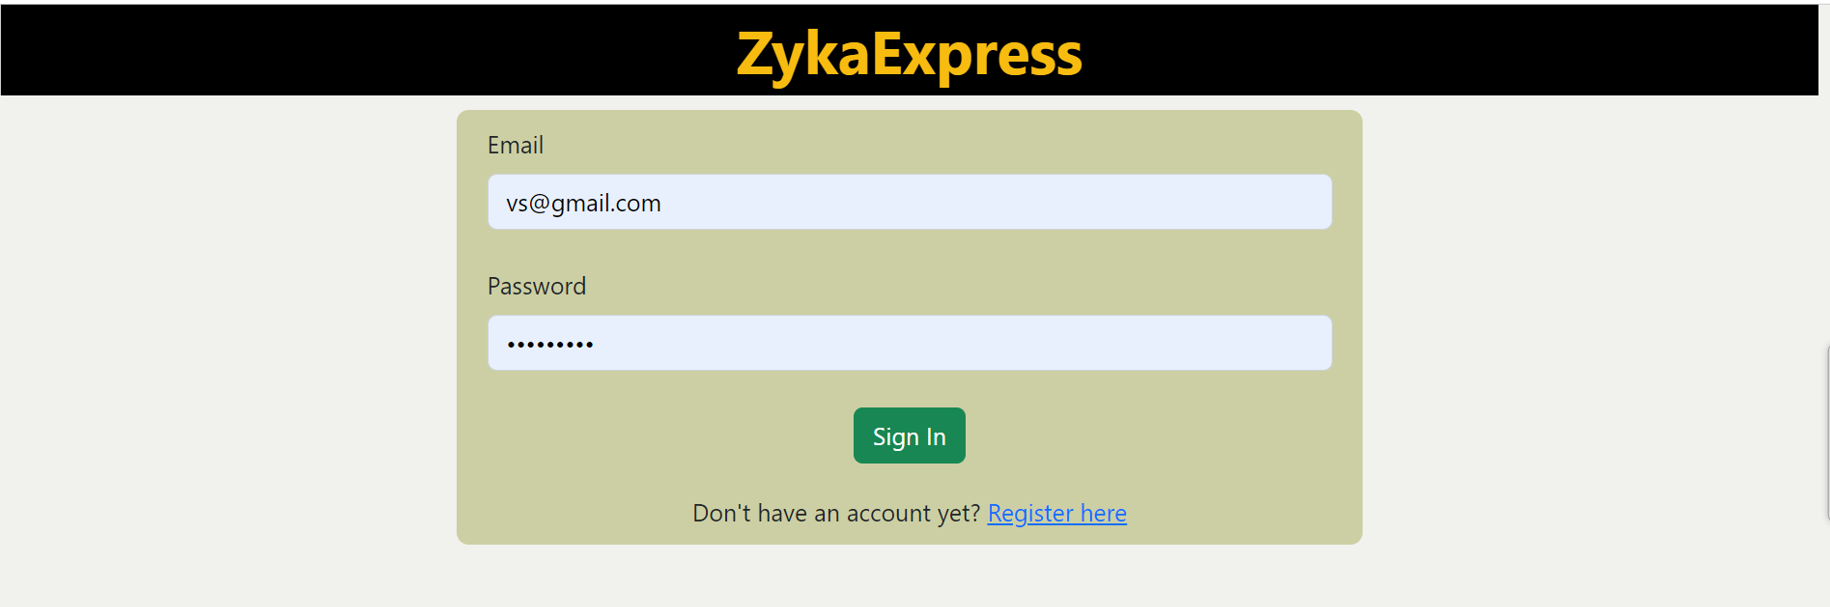 ZykaExpress
Email
vs@gmail.com
Password
•••••••••
Sign In
Don't have an account yet? Register here